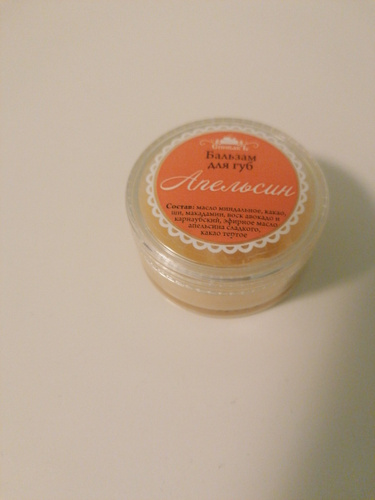 Бальзам
для губ
Апельсин
Состав: масло миндальное, какао,
ши, макадамии, воск авокадо и
карнаубский, эфирное масло
апельсина сладкого,
какао тертое